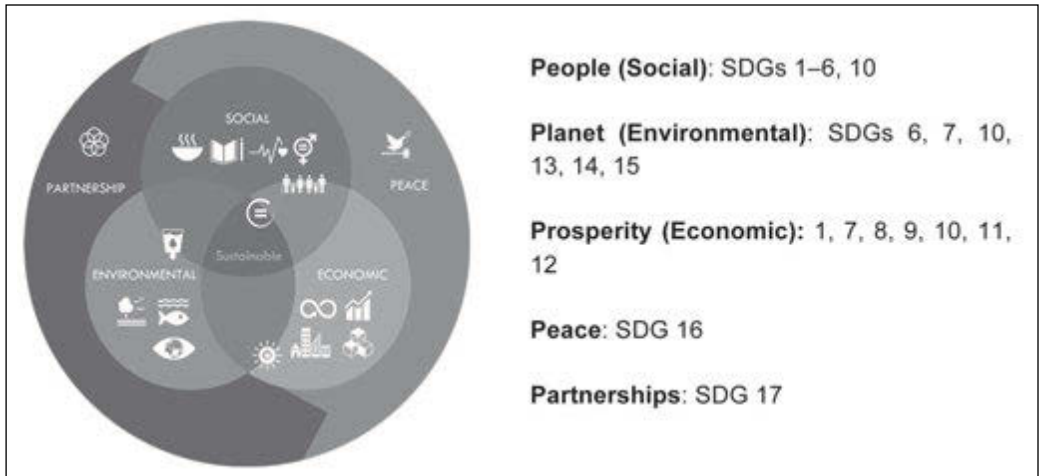 SOCIAL
PARTNERSHIP
PEACE
Sustainable
ENVIRONMENTAL
ECONOMIC
People (Social): SDGs 1–6, 10
Planet (Environmental): SDGs 6, 7, 10,
13, 14, 15
Prosperity (Economic): 1, 7, 8, 9, 10, 11,
12
Peace: SDG 16
Partnerships: SDG 17